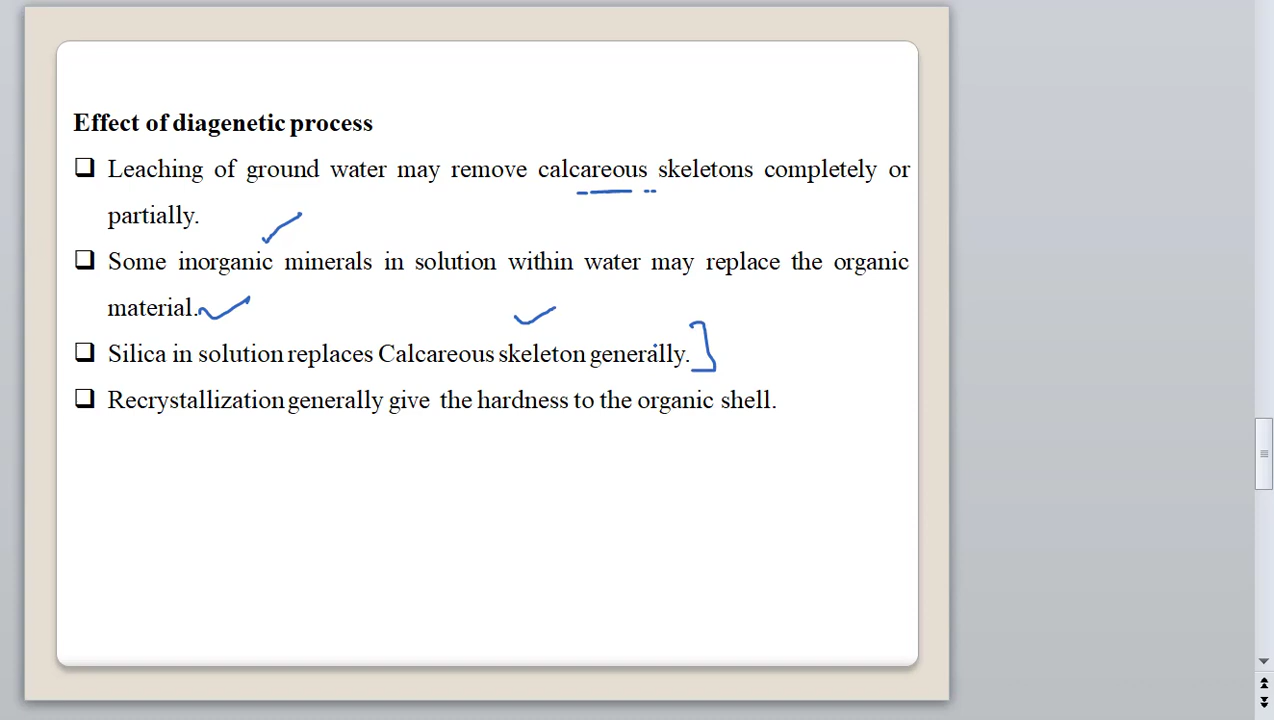 Effect of diagenetic process
❑ Leaching of ground water may remove calcareous skeletons completely or
partially.
❑ Some inorganic minerals in solution within water may replace the organic
material.
❑ Silica in solution replaces Calcareous skeleton generally.
❑ Recrystallization generally give the hardness to the organic shell.